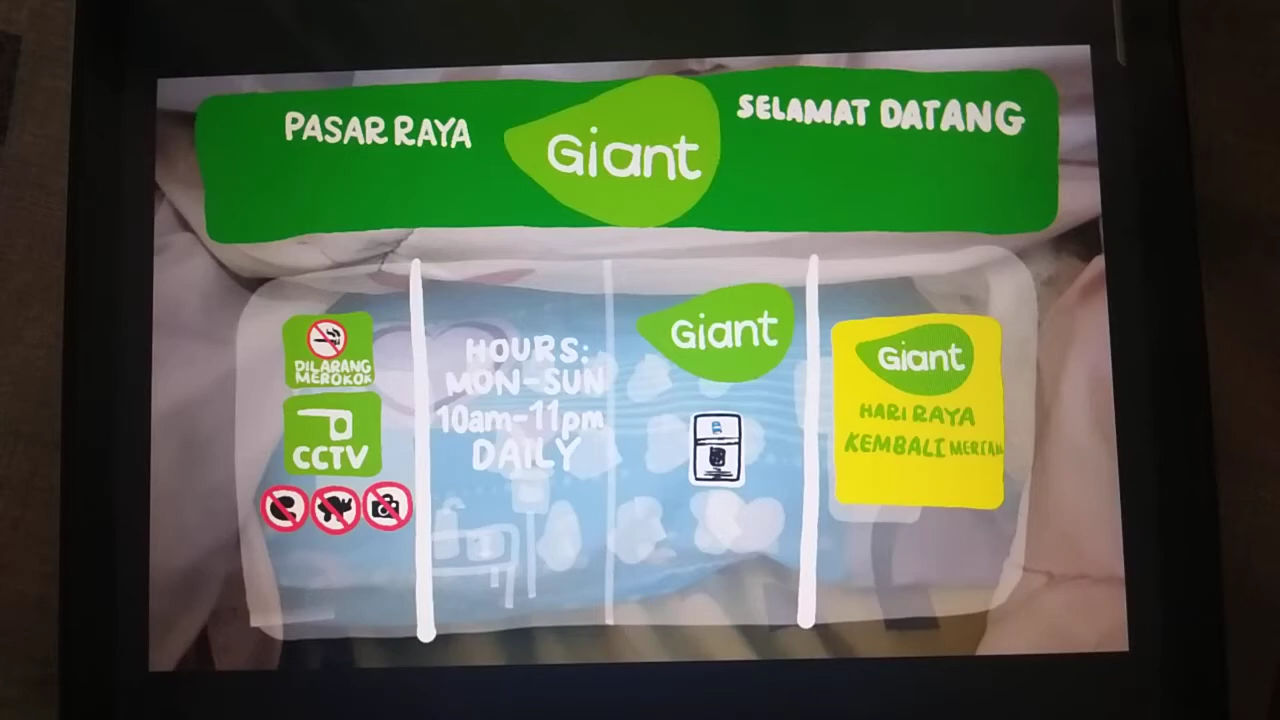 PASAR RAYA
Giant
SELAMAT DATANG
DILARANG
MEROKOK
CCTV
HOURS:
MON-SUN
10am-11pm
DAILY
Giant
Giant
HARI RAYA
KEMBALI MERIAH